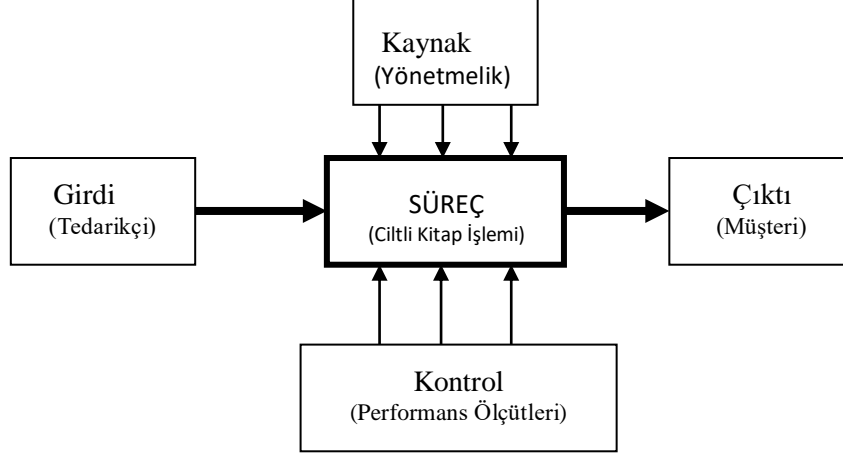 Kaynak
(Yönetmelik)
Girdi
(Tedarikçi)
SÜREÇ
(Ciltli Kitap İşlemi)
Çıktı
(Müşteri)
Kontrol
(Performans Ölçütleri)